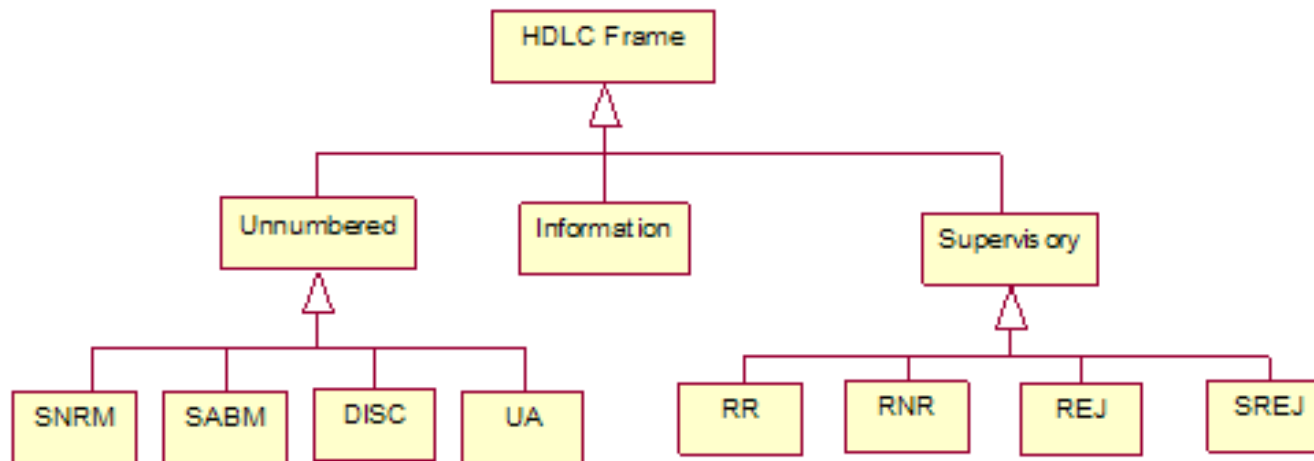 HDLC Frame
Unnumbered
Information
Supervisory
SNRM
SABM
DISC
UA
RR
RNR
REJ
SREJ